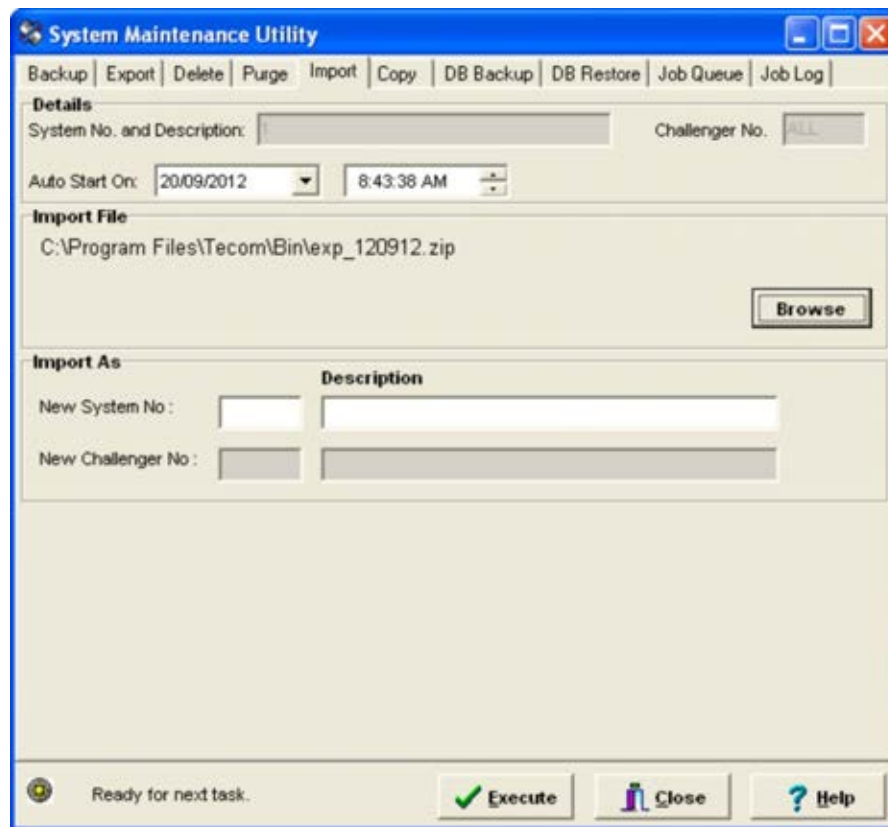 System Maintenance Utility
Backup Export Delete Purge Import Copy DB Backup DB Restore Job Queue Job Log
Details
System No. and Description: 1 Challenger No. ALL
Auto Start On: 20/09/2012 8:43:38 AM
Import File
C:\Program Files\Tecom\Bin\exp_120912.zip
Browse
Import As
Description
New System No :
New Challenger No :
Ready for next task. Execute Close Help